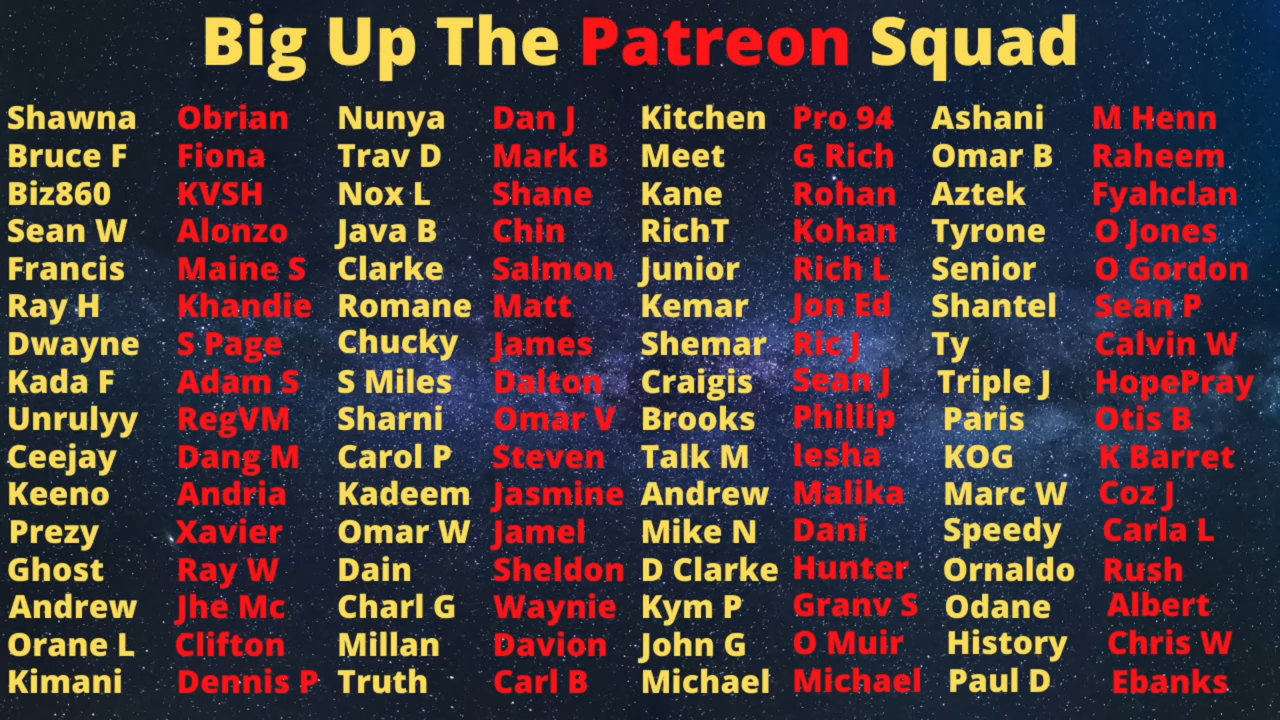 Big Up The Patreon Squad
Shawna Obrian Nunya Dan J Kitchen Pro 94 Ashani M Henn
Bruce F Fiona Trav D Mark B Meet G Rich Omar B Raheem
Biz860 KVSH Nox L Shane Kane Rohan Aztek Fyahclan
Sean W Alonzo Java B Chin RichT Kohan Tyrone O Jones
Francis Maine S Clarke Salmon Junior Rich L Senior O Gordon
Ray H Khandie Romane Matt Kemar Jon Ed Shantel Sean P
Dwayne S Page Chucky James Shemar Ric J Ty Calvin W
Kada F Adam S S Miles Dalton Craigis Sean J Triple J HopePray
Unrulyy RegVM Sharni Omar V Brooks Phillip Paris Otis B
Ceejay Dang M Carol P Steven Talk M Iesha KOG K Barret
Keeno Andria Kadeem Jasmine Andrew Malika Marc W Coz J
Prezy Xavier Omar W Jamel Mike N Dani Speedy Carla L
Ghost Ray W Dain Sheldon D Clarke Hunter Ornaldo Rush
Andrew Jhe Mc Charl G Waynie Kym P Granv S Odane Albert
Orane L Clifton Millan Davion John G O Muir History Chris W
Kimani Dennis P Truth Carl B Michael Michael Paul D Ebanks